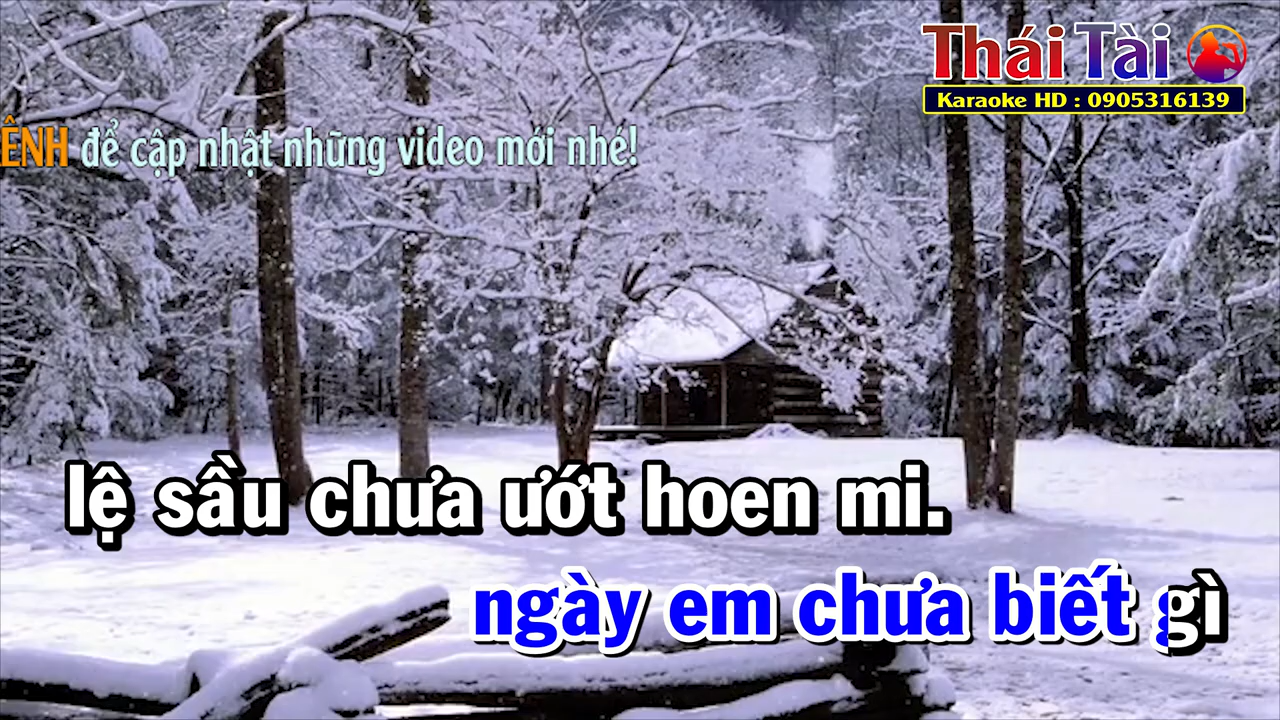 Thái Tài
Karaoke HD : 0905316139
ÊNH để cập nhật những video mới nhé!
lệ sầu chưa ướt hoen mi.
ngày em chưa biết gì